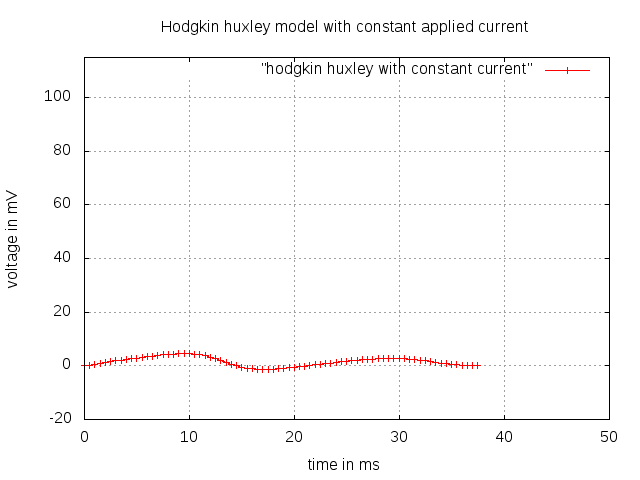 Hodgkin huxley model with constant applied current
"hodgkin huxley with constant current"
100
80
60
40
20
0
-20
voltage in mV
0 10 20 30 40 50
time in ms